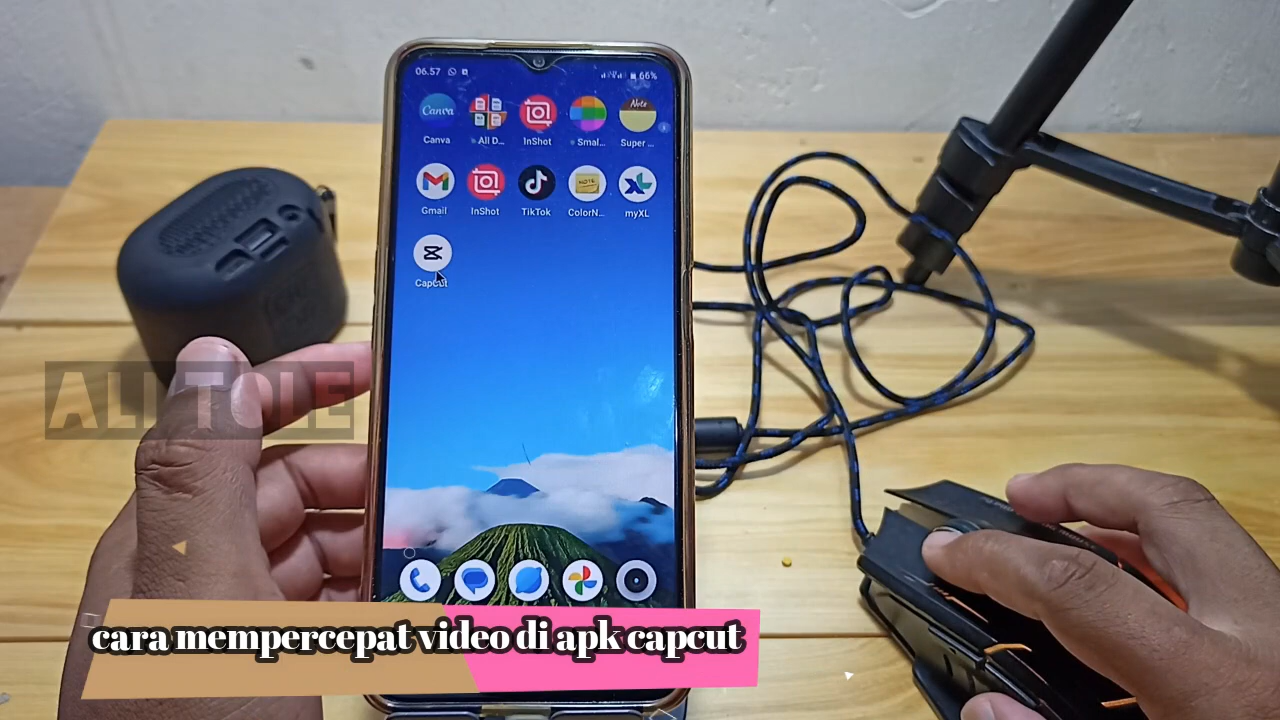 06.57
66%
Canva
Canva
All D...
InShot
Smal...
Note
Super ...
Gmail
InShot
TikTok
NOTE
ColorN...
myXL
Capcut
ALI TOLE
cara mempercepat video di apk capcut